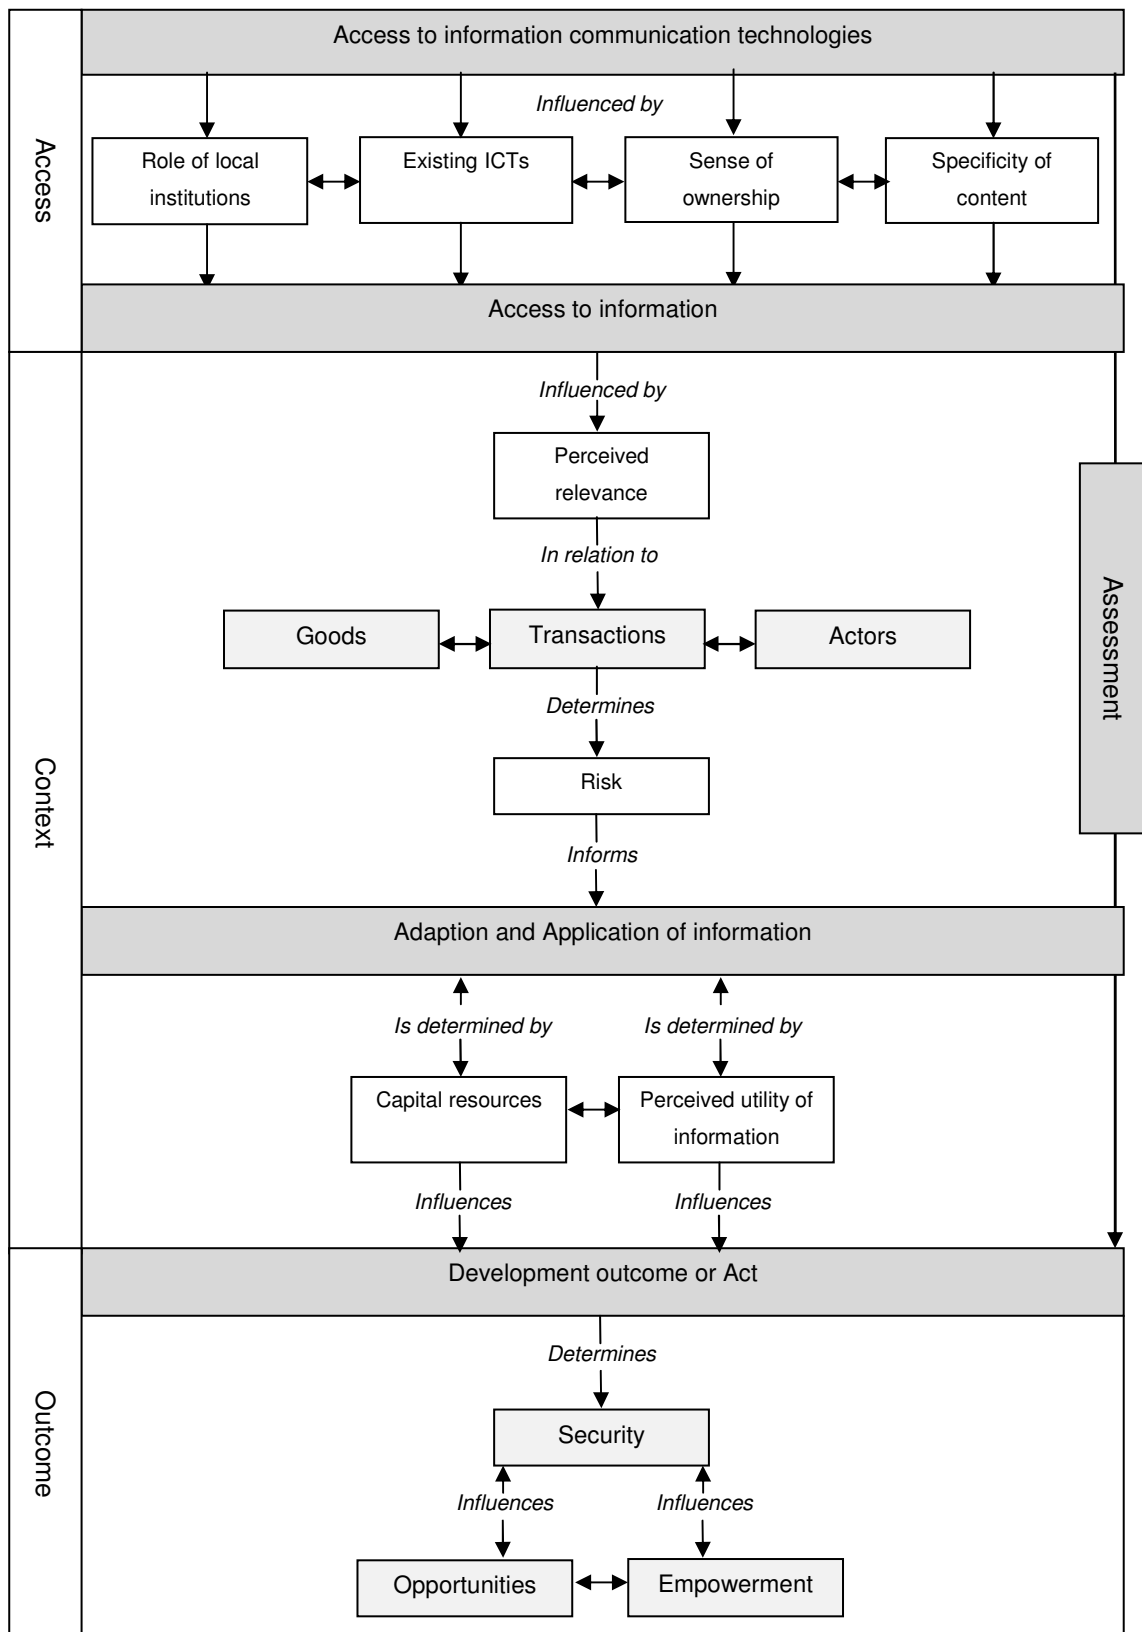 Access to information communication technologies
Influenced by
Access
Role of local
institutions
Existing ICTs
Sense of
ownership
Specificity of
content
Access to information
Influenced by
Perceived
relevance
In relation to
Goods
Transactions
Actors
Assessment
Determines
Context
Risk
Informs
Adaption and Application of information
Is determined by
Is determined by
Capital resources
Perceived utility of
information
Influences
Influences
Development outcome or Act
Determines
Outcome
Security
Influences
Influences
Opportunities
Empowerment